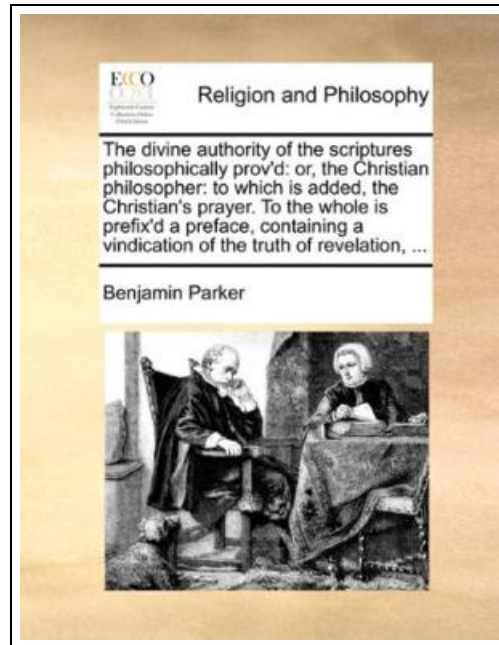 ECCO
Religion and Philosophy
The divine authority of the scriptures
philosophically prov'd: or, the Christian
philosopher: to which is added, the
Christian's prayer. To the whole is
prefix'd a preface, containing a
vindication of the truth of revelation, ...
Benjamin Parker